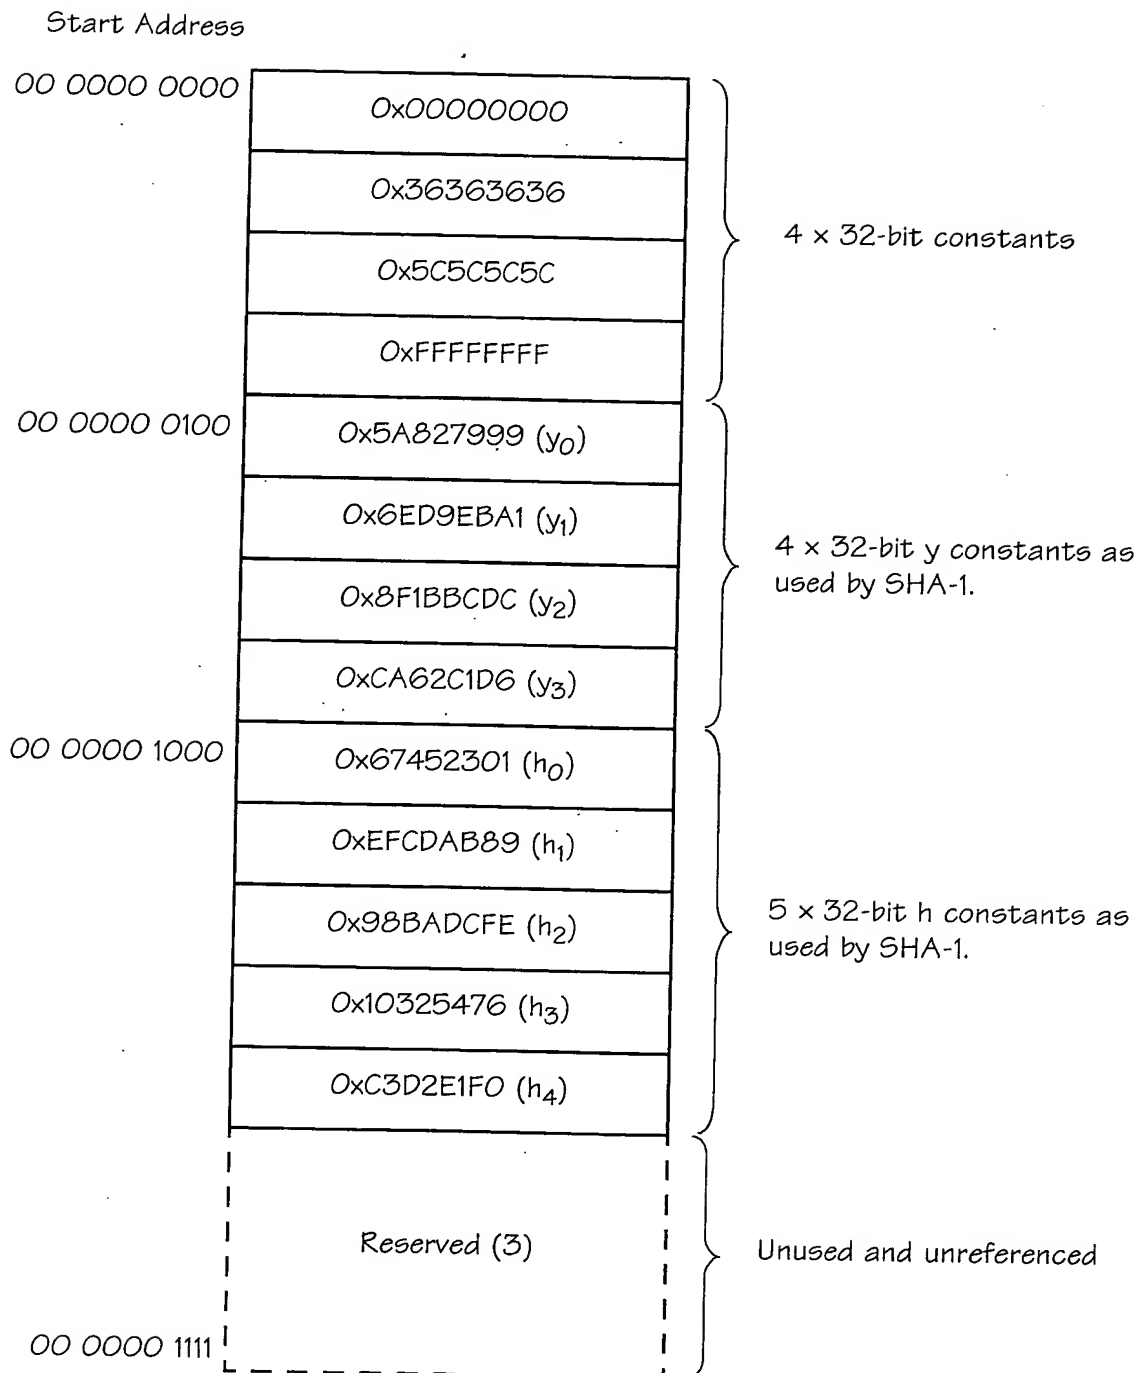 Start Address
00 0000 0000
0x00000000
0x36363636
4 x 32-bit constants
0x5C5C5C5C
0xFFFFFFFF
00 0000 0100
0x5A827999 (y0)
0x6ED9EBA1 (y1)
4 x 32-bit y constants as
used by SHA-1.
0x8F1BBCDC (y2)
0xCA62C1D6 (y3)
00 0000 1000
0x67452301 (h0)
0xEFCDAB89 (h1)
0x98BADCFE (h2)
5 x 32-bit h constants as
used by SHA-1.
0x10325476 (h3)
0xC3D2E1F0 (h4)
Reserved (3)
Unused and unreferenced
00 0000 1111